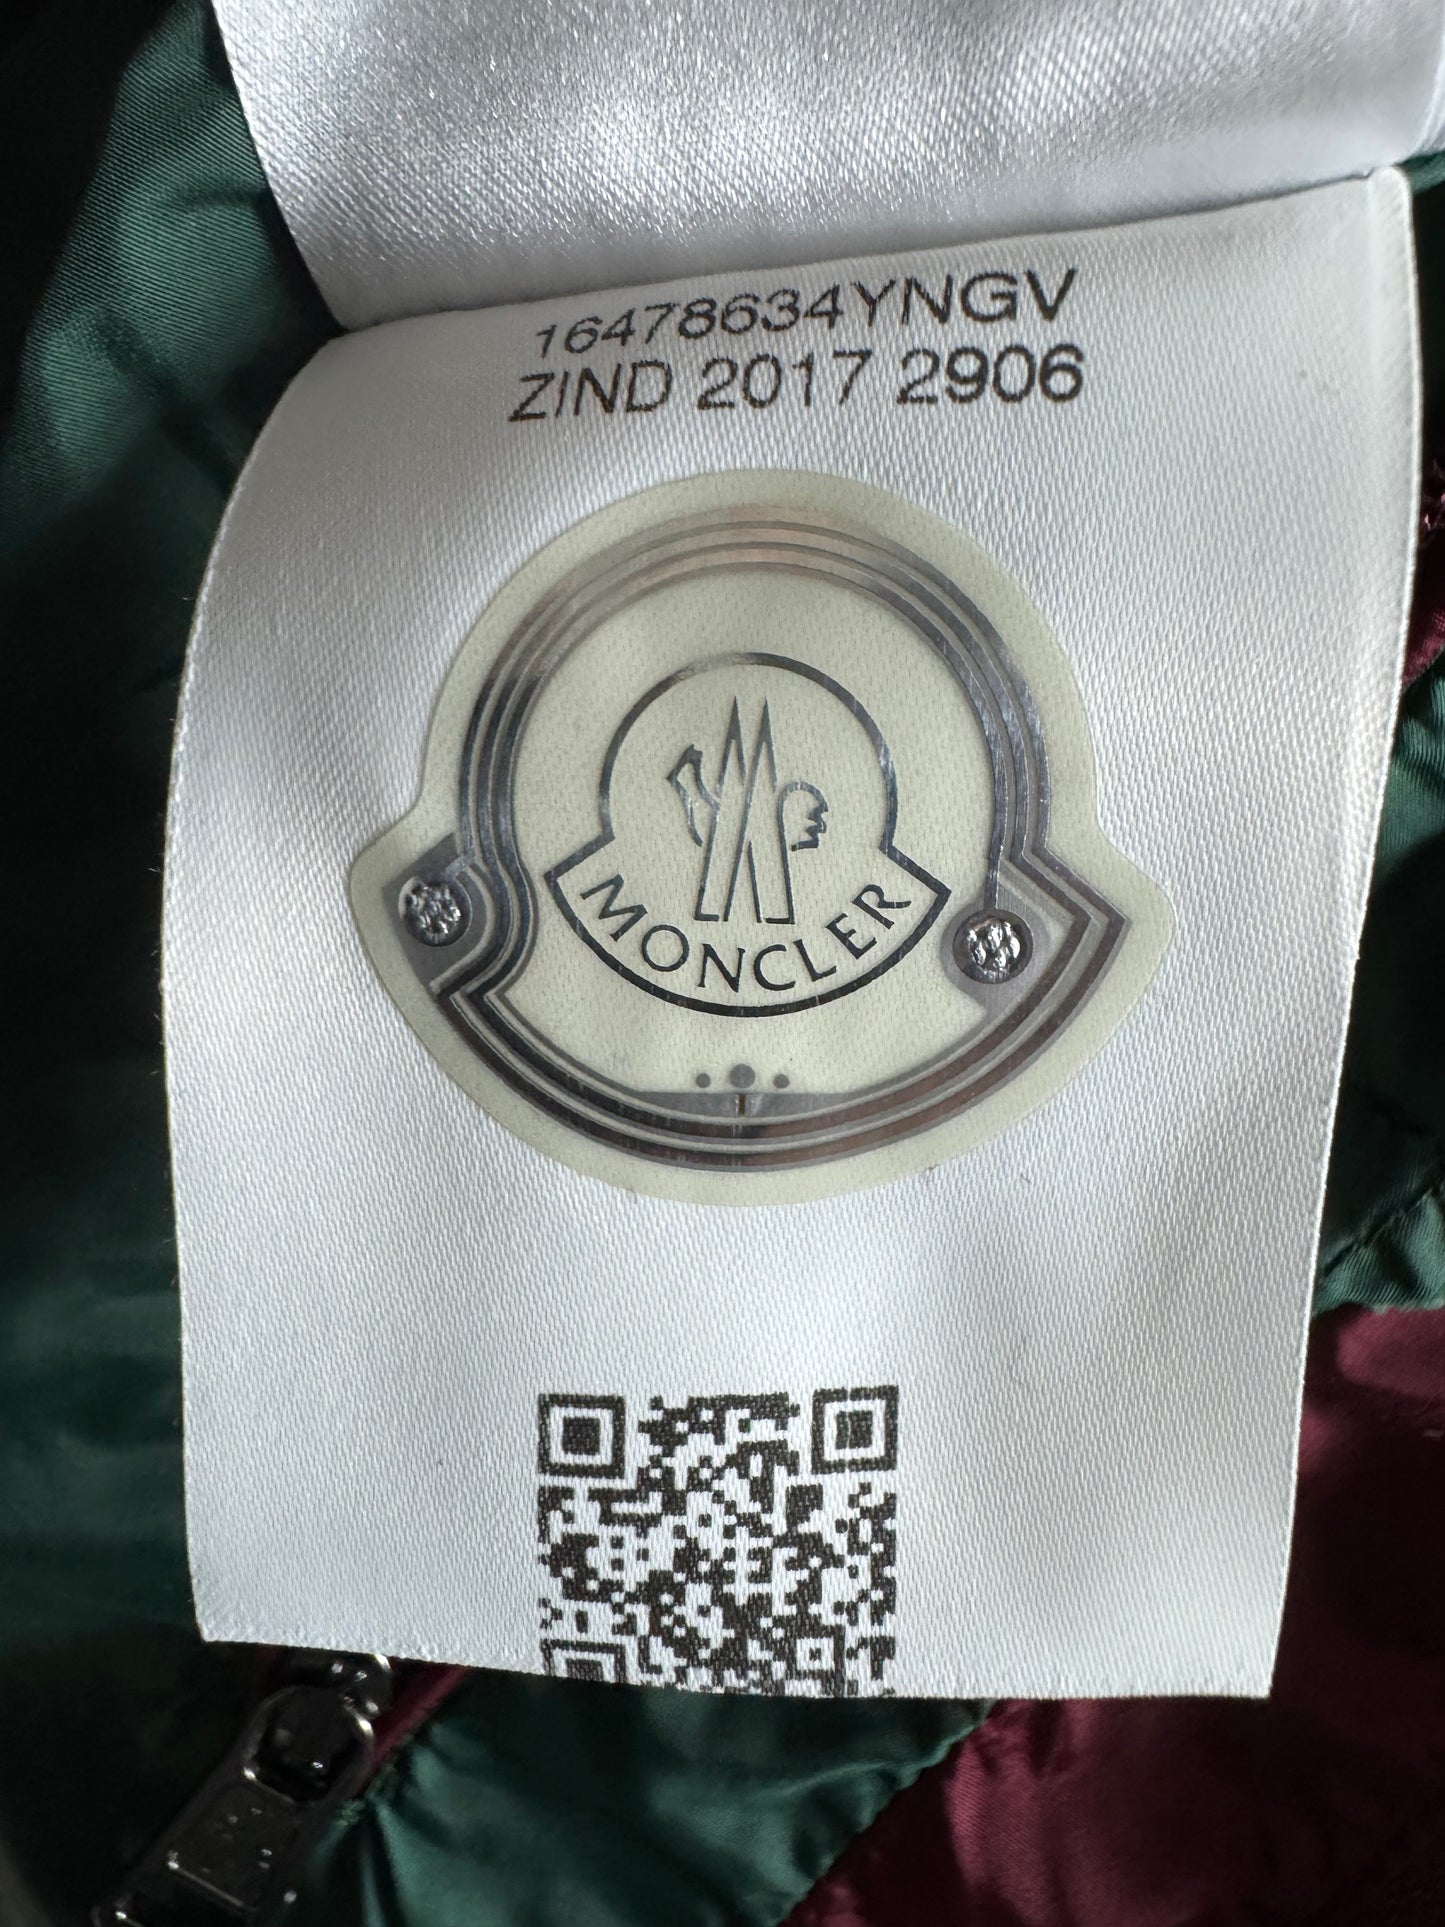 16478634YNGV
ZIND 2017 2906
MONCLER